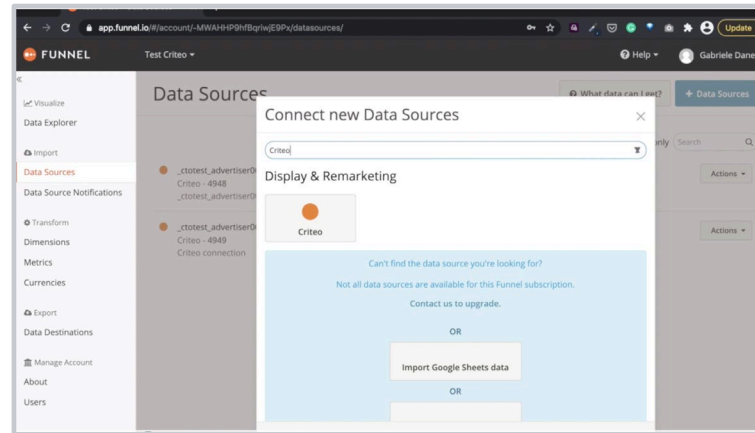 app.funnel.io/#/account/-MWAHHP9hfBqriwjE9Px/datasources/
Update
FUNNEL
Test Criteo
Help
Gabriele Dane
Visualize
Data Explorer
Import
Data Sources
Data Source Notifications
Transform
Dimensions
Metrics
Currencies
Export
Data Destinations
Manage Account
About
Users
Data Sources
What data can I get?
+ Data Sources
only
Search
_ctotest_advertiser0
Criteo - 4948
_ctotest_advertiser0
Actions
_ctotest_advertiser0
Criteo - 4949
Criteo connection
Actions
Connect new Data Sources
Criteo
Display & Remarketing
Criteo
Can't find the data source you're looking for?
Not all data sources are available for this Funnel subscription.
Contact us to upgrade.
OR
Import Google Sheets data
OR